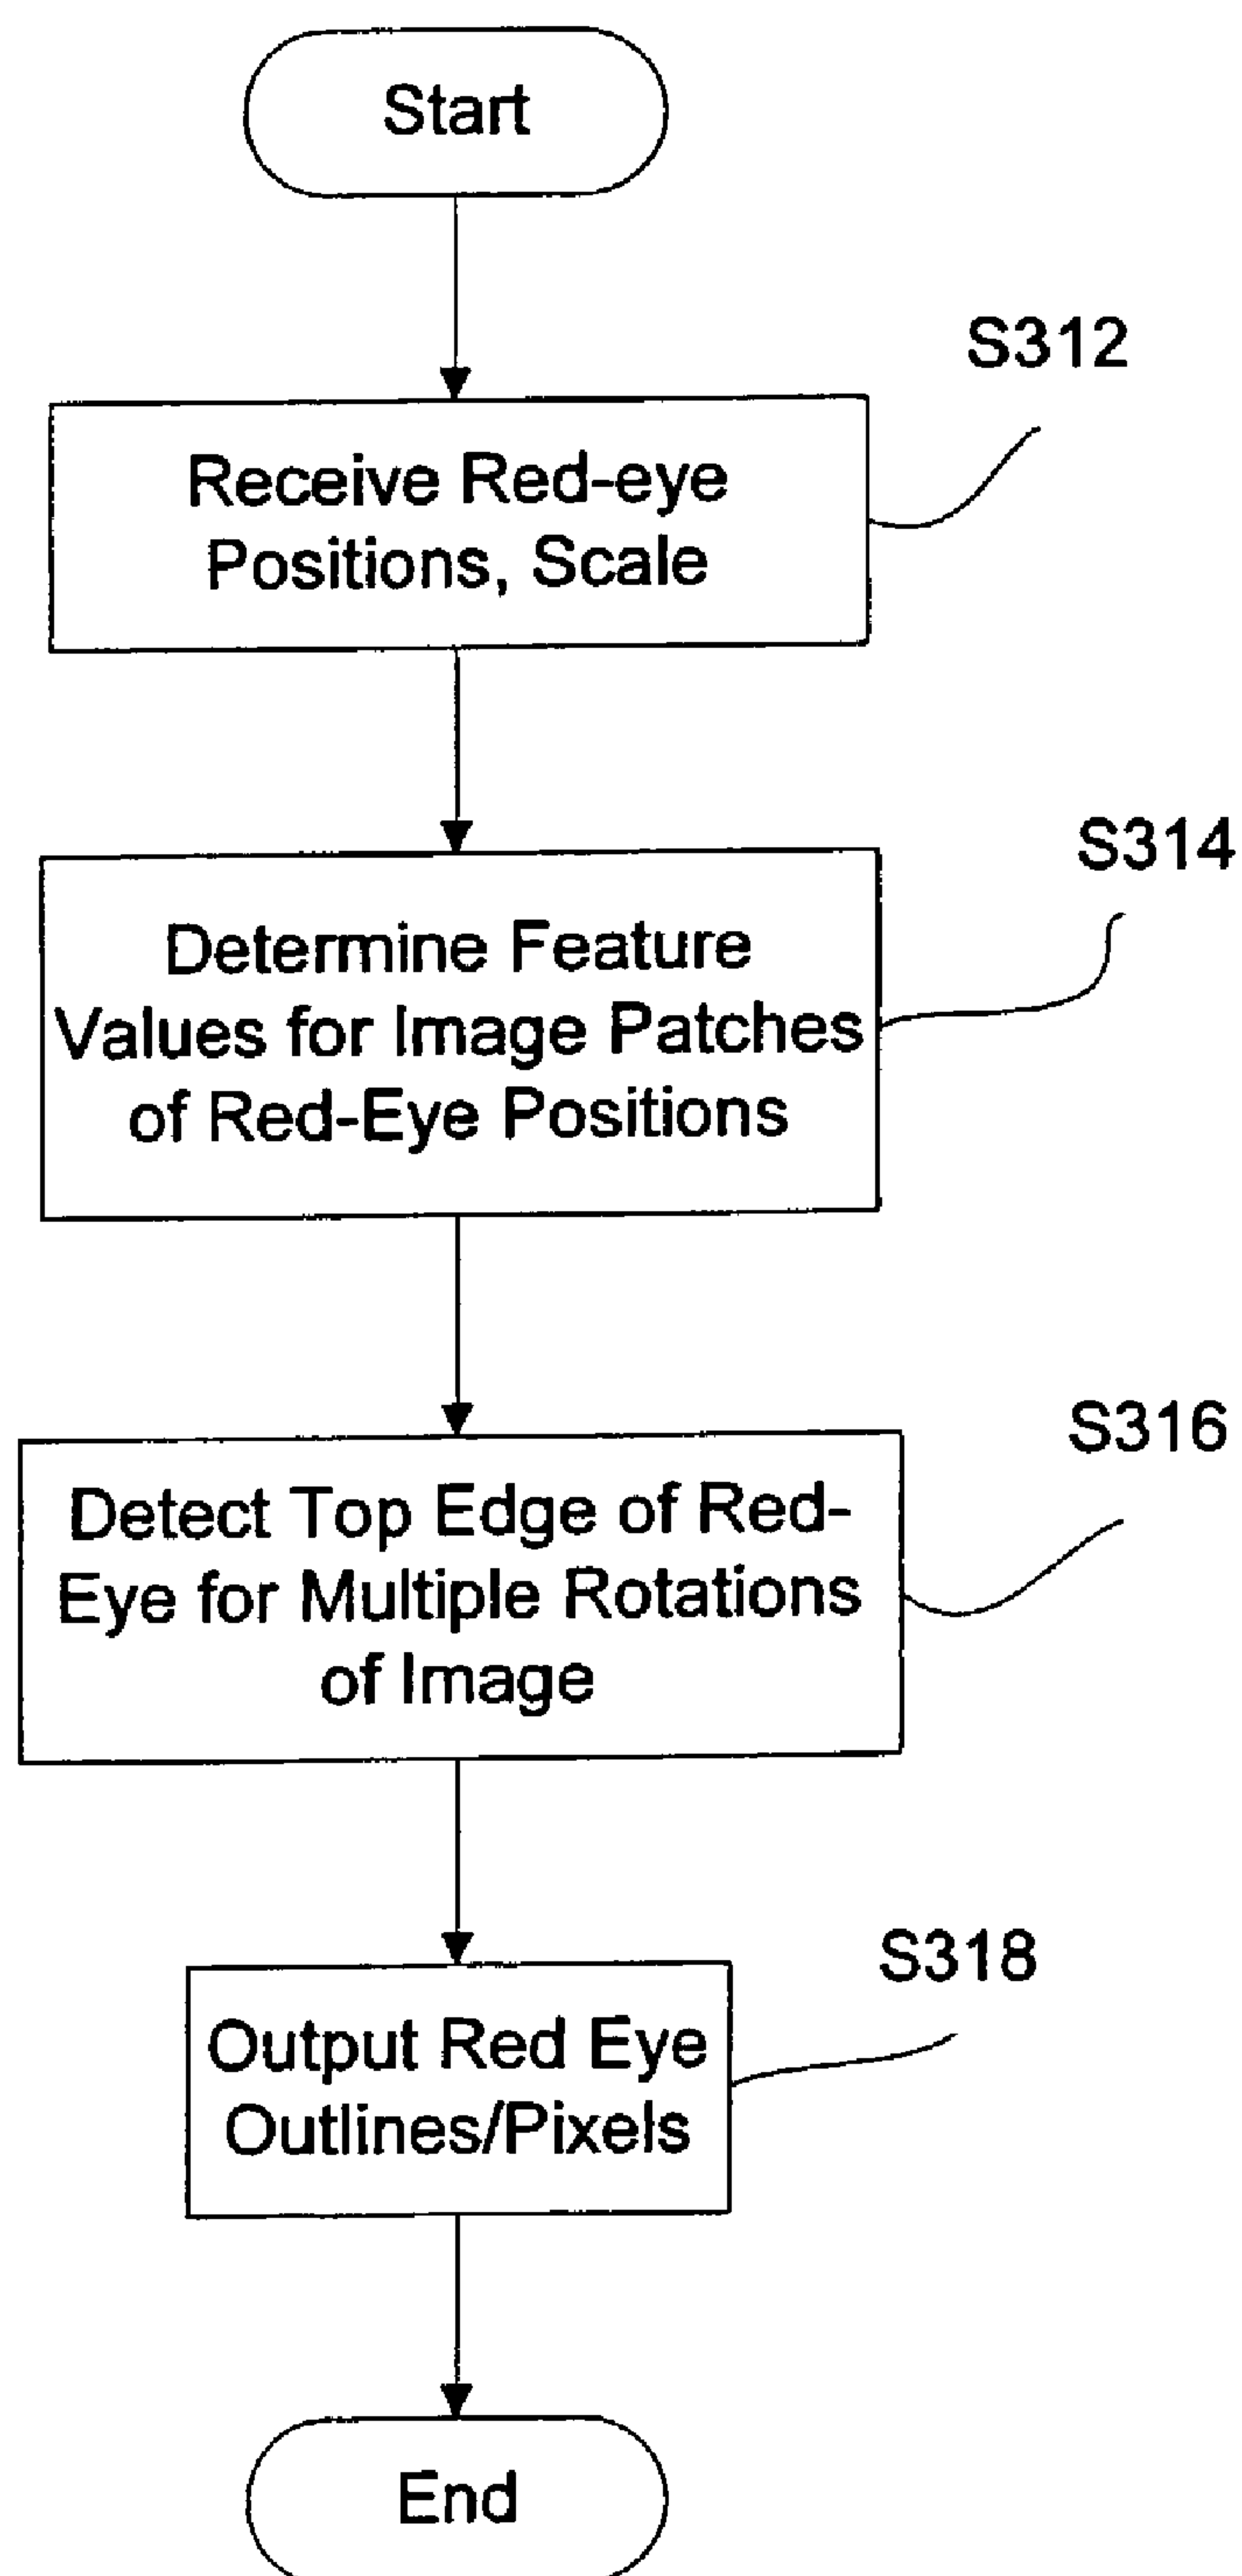 Start
S312
Receive Red-eye
Positions, Scale
S314
Determine Feature
Values for Image Patches
of Red-Eye Positions
S316
Detect Top Edge of Red-
Eye for Multiple Rotations
of Image
S318
Output Red Eye
Outlines/Pixels
End